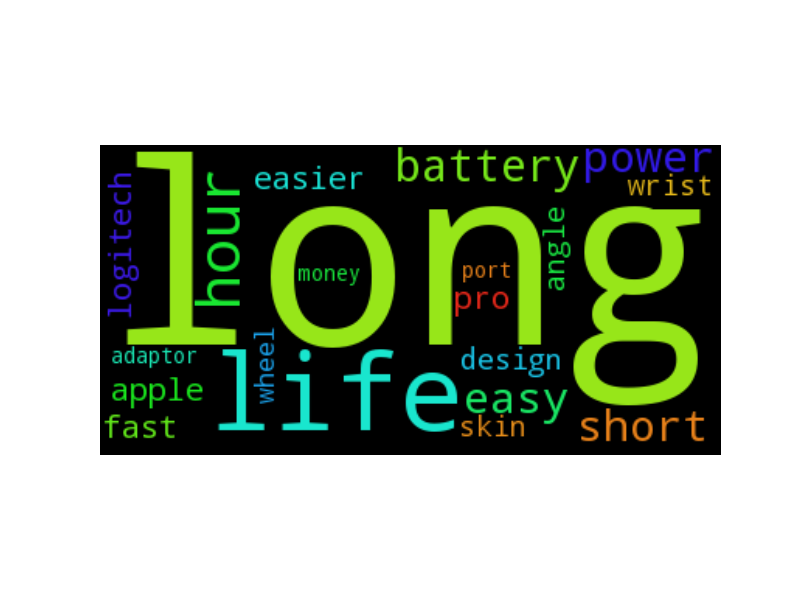 long
battery
power
wrist
easier
logitech
hour
angle
money
port
pro
adaptor
wheel
life
design
apple
easy
fast
skin
short